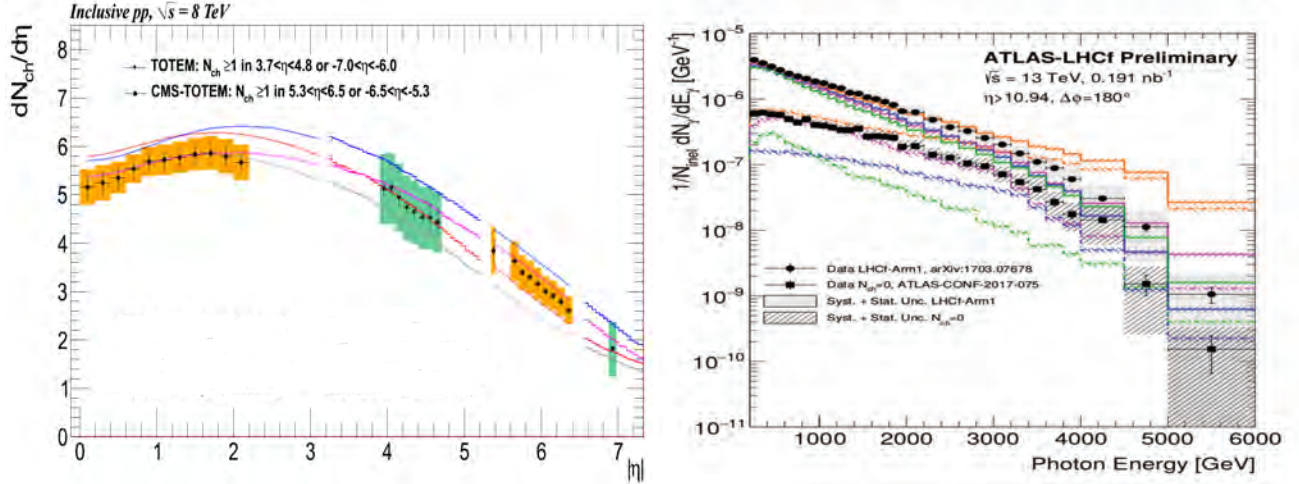 Inclusive pp, √s = 8 TeV
dN_ch/dη
8
7
6
5
4
3
2
1
0
TOTEM: N_ch ≥1 in 3.7<η<4.8 or -7.0<η<-6.0
CMS-TOTEM: N_ch ≥1 in 5.3<η<6.5 or -6.5<η<-5.3
0 1 2 3 4 5 6 7
|η|
1/N_inel dN_γ/dE_γ [GeV⁻¹]
10⁻⁵
10⁻⁶
10⁻⁷
10⁻⁸
10⁻⁹
10⁻¹⁰
10⁻¹¹
ATLAS-LHCf Preliminary
√s = 13 TeV, 0.191 nb⁻¹
η>10.94, Δϕ=180°
Data LHCf-Arm1, arXiv:1703.07678
Data N_ch=0, ATLAS-CONF-2017-075
Syst. + Stat. Unc. LHCf-Arm1
Syst. + Stat. Unc. N_ch=0
1000 2000 3000 4000 5000 6000
Photon Energy [GeV]